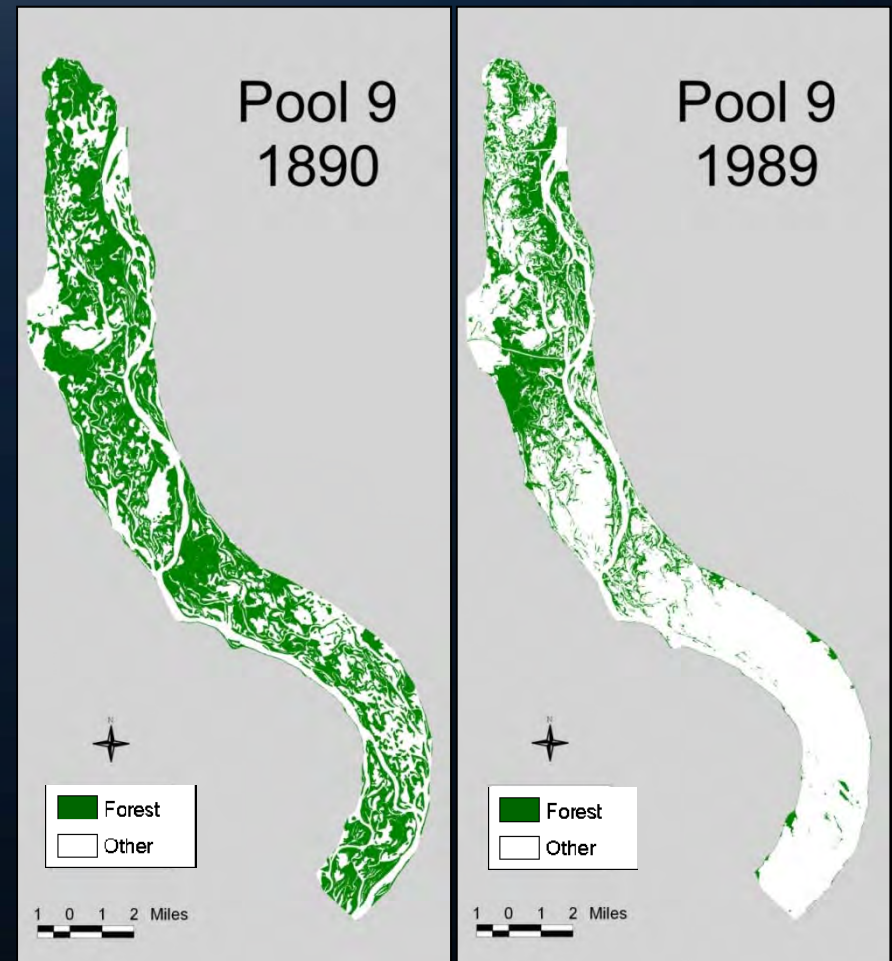 Pool 9
1890
N
Forest
Other
1 0 1 2 Miles
Pool 9
1989
N
Forest
Other
1 0 1 2 Miles